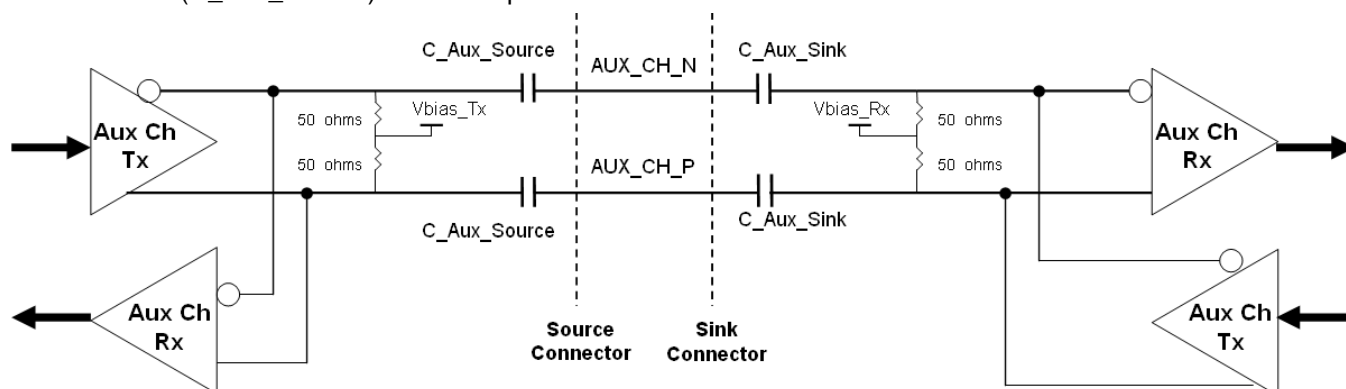 C_Aux_Source
C_Aux_Sink
AUX_CH_N
Aux Ch
Tx
50 ohms
Vbias_Tx
50 ohms
Vbias_Rx
50 ohms
50 ohms
Aux Ch
Rx
AUX_CH_P
C_Aux_Source
C_Aux_Sink
Aux Ch
Rx
Source
Connector
Sink
Connector
Aux Ch
Tx